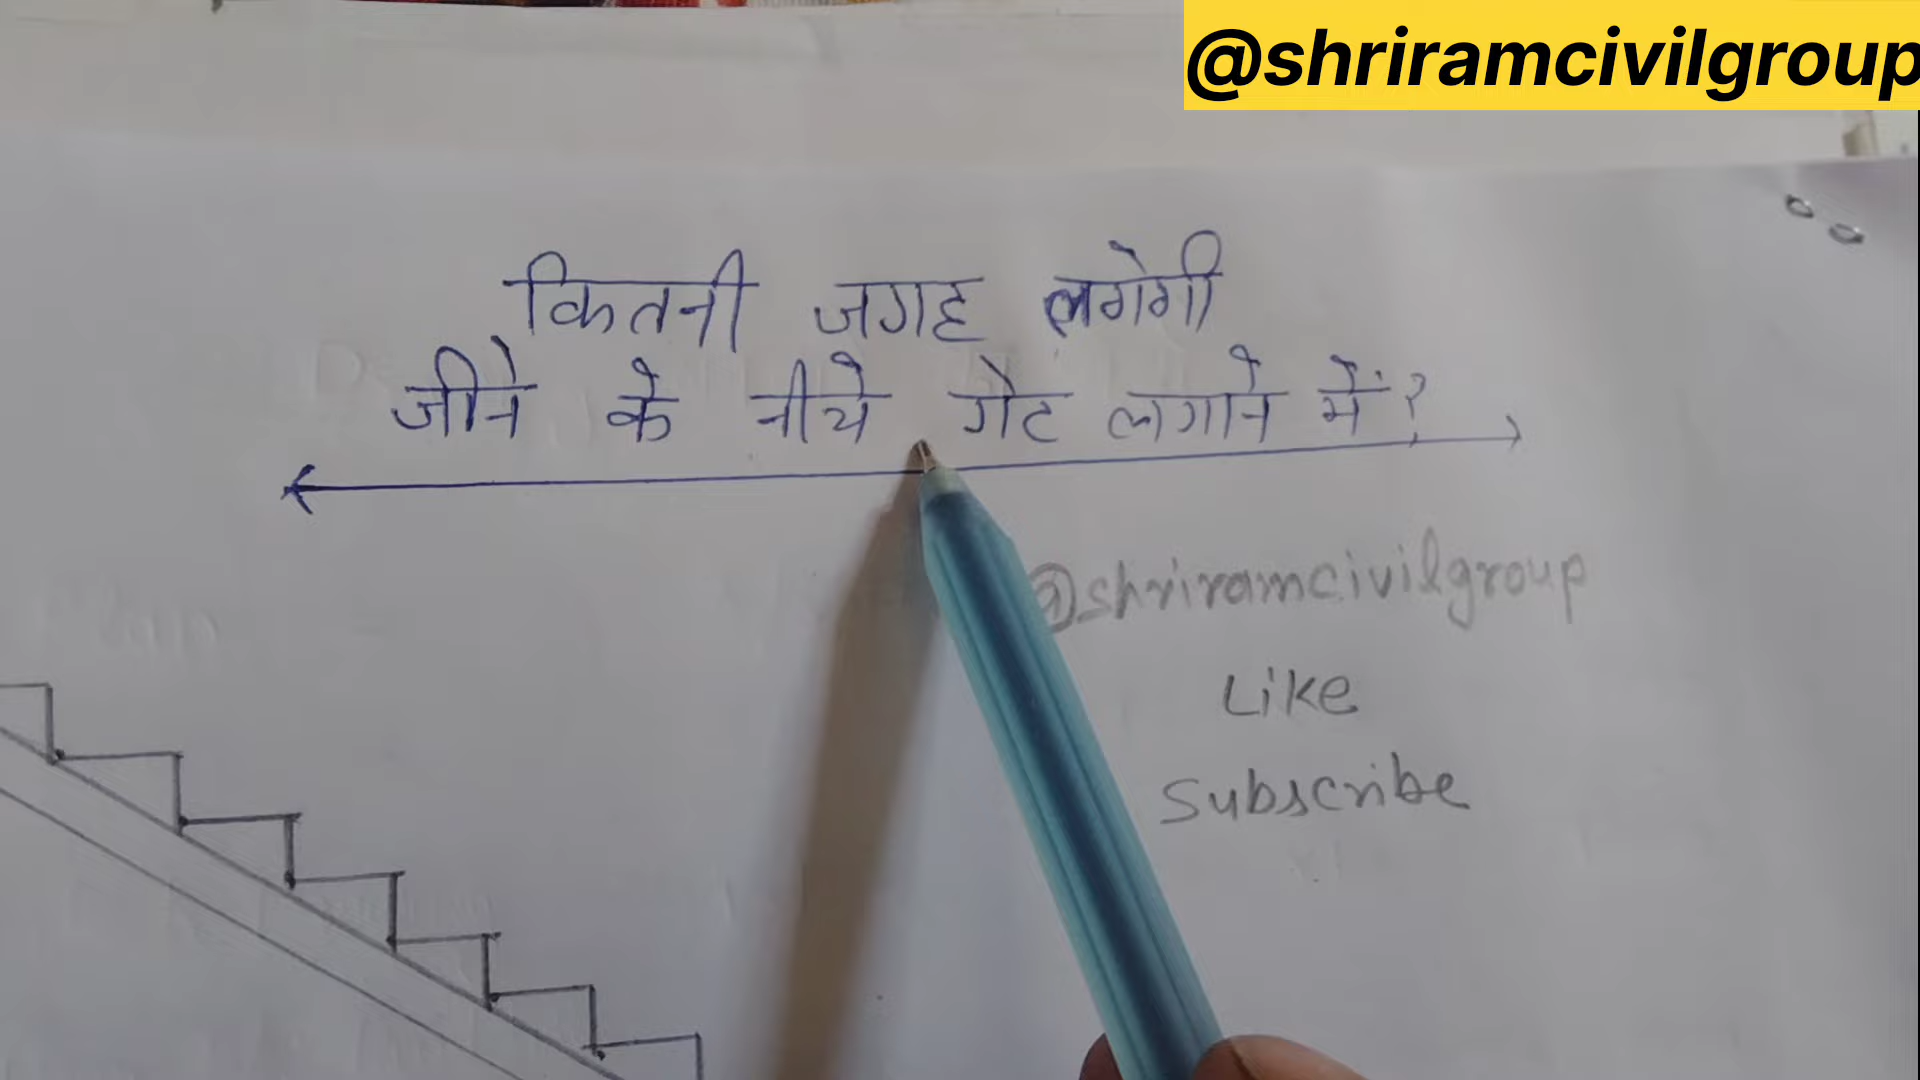 @shriramcivilgroup
कितनी जगह लगेगी
जीने के नीचे गेट लगाने में?
@shriramcivilgroup
Like
Subscribe